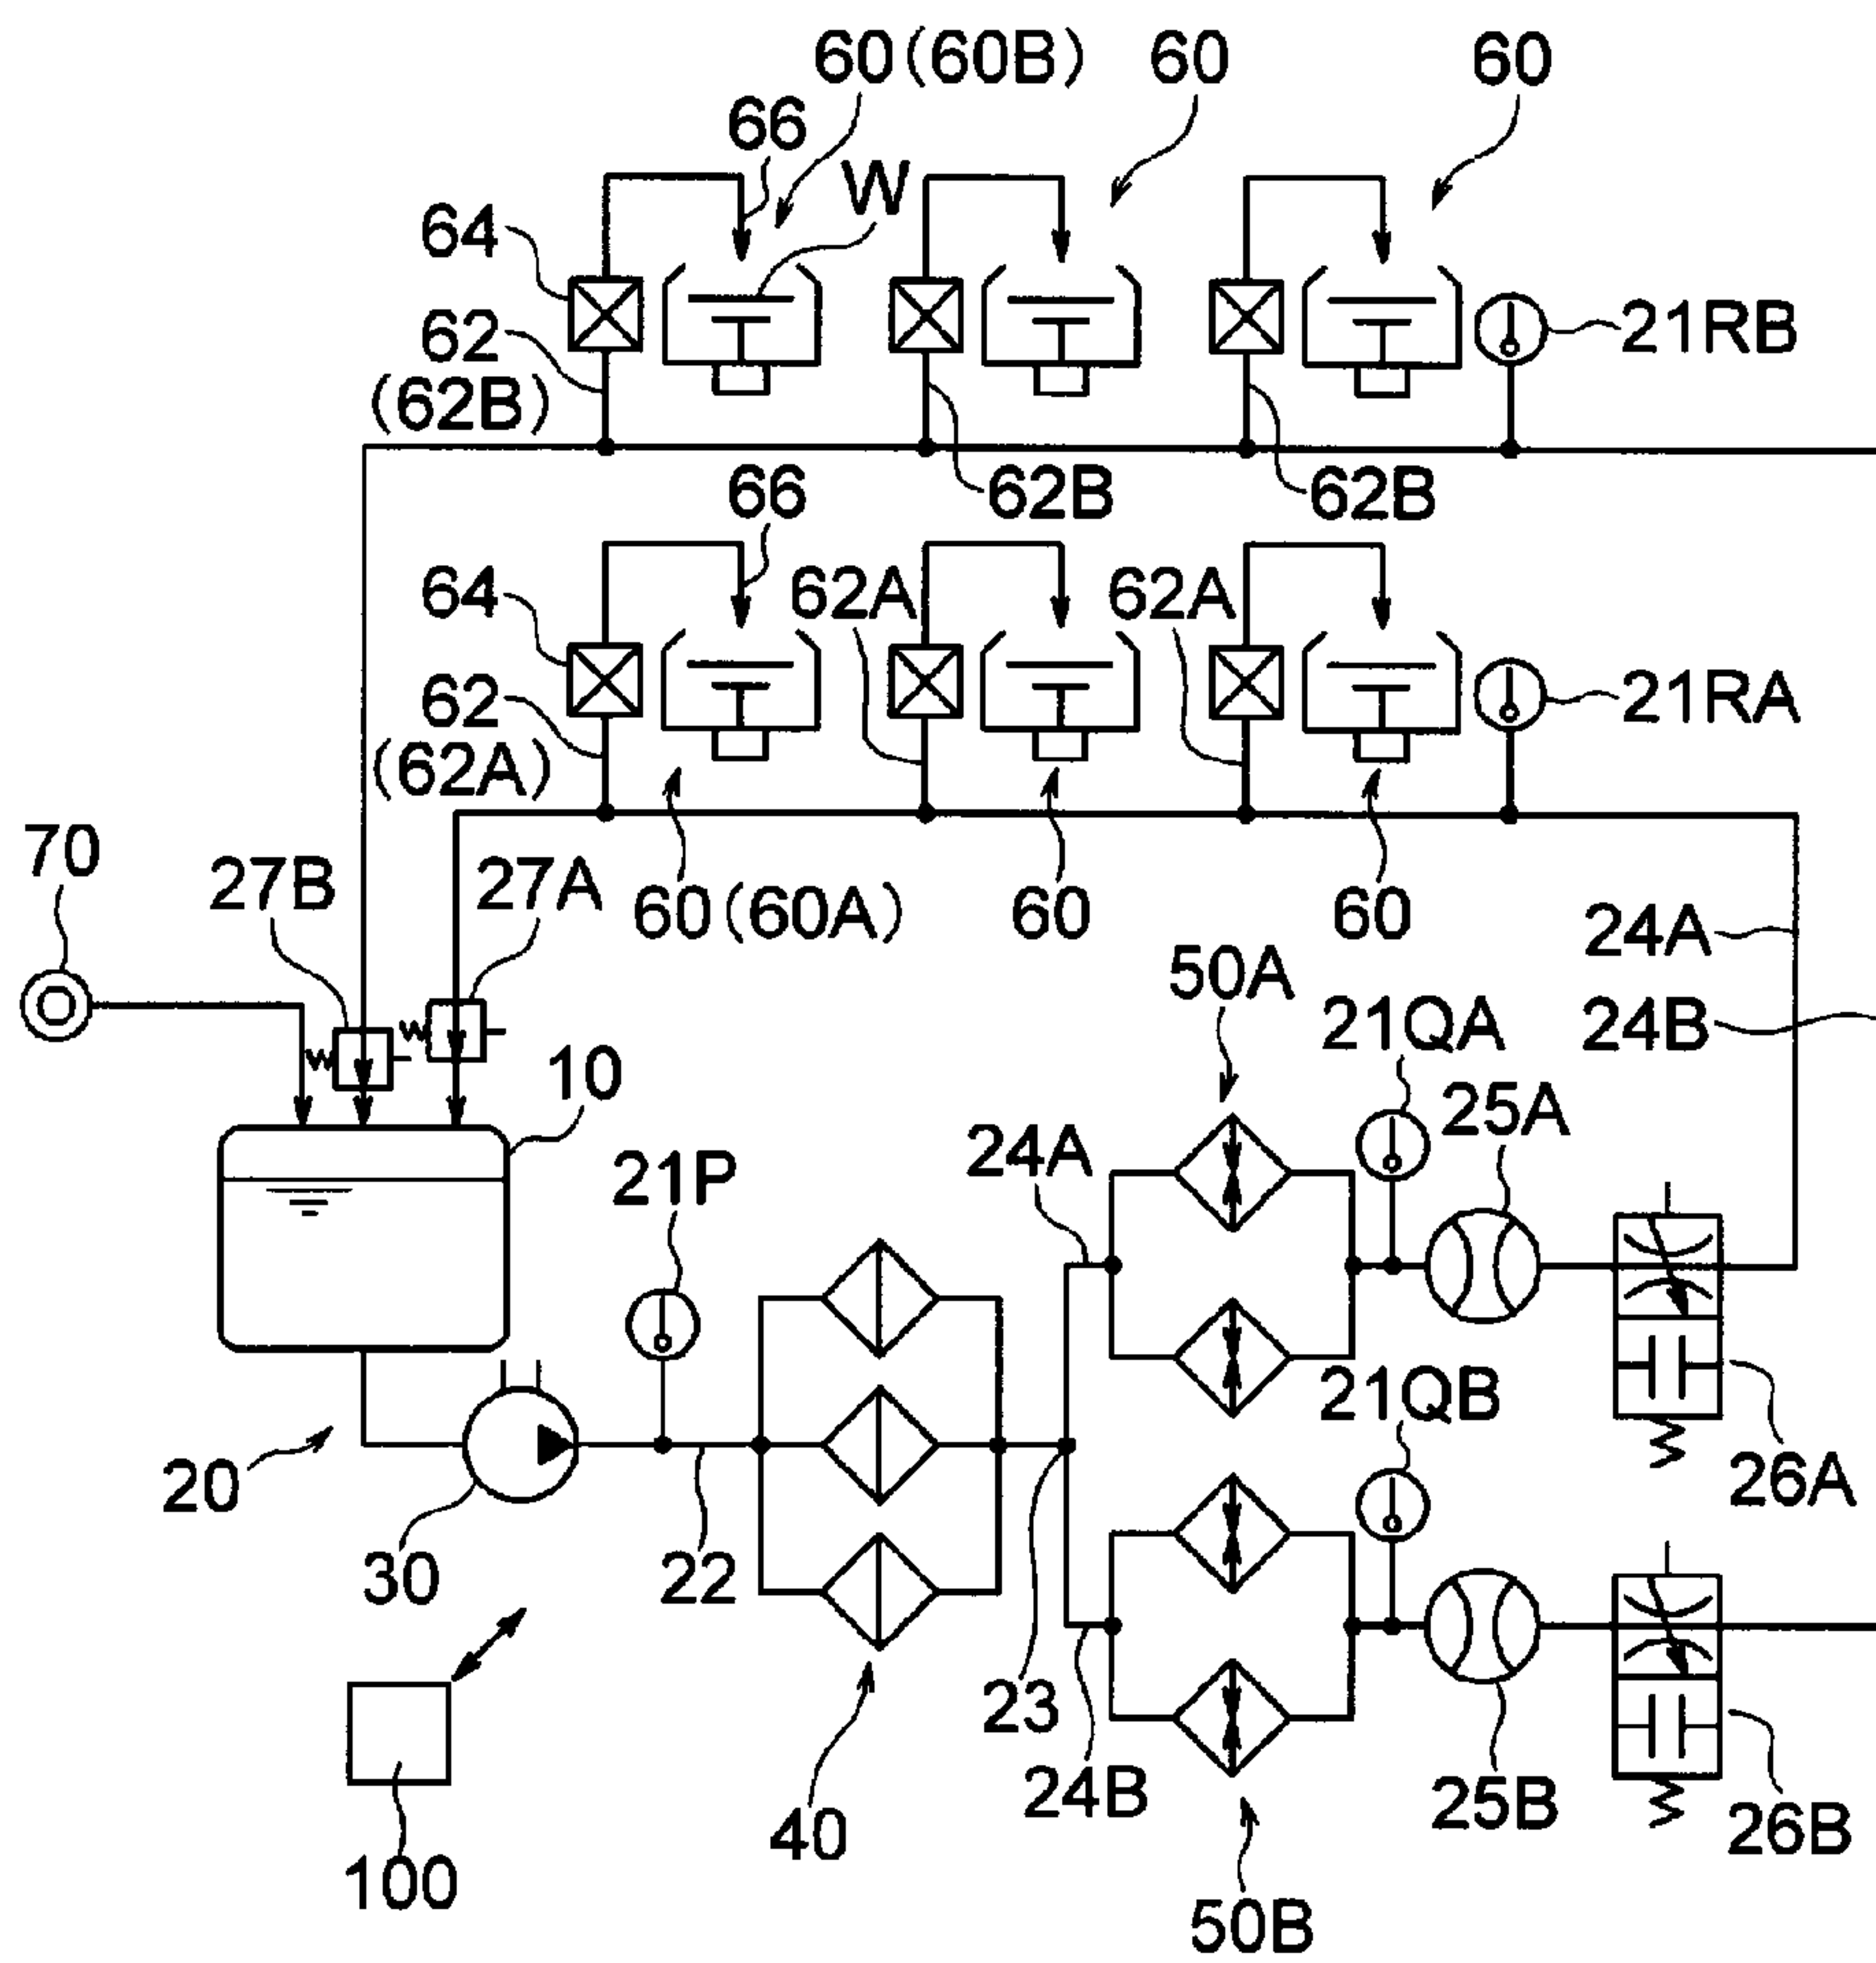 60(60B) 60 60
66
W
64
62
(62B)
21RB
62B 62B
66
64
62A 62A
62
(62A)
21RA
70
27B
27A
60(60A) 60 60
24A
24B
50A
21QA
w
w
10
25A
21P
24A
21QB
20
26A
30
22
23
24B
40
25B
26B
100
50B